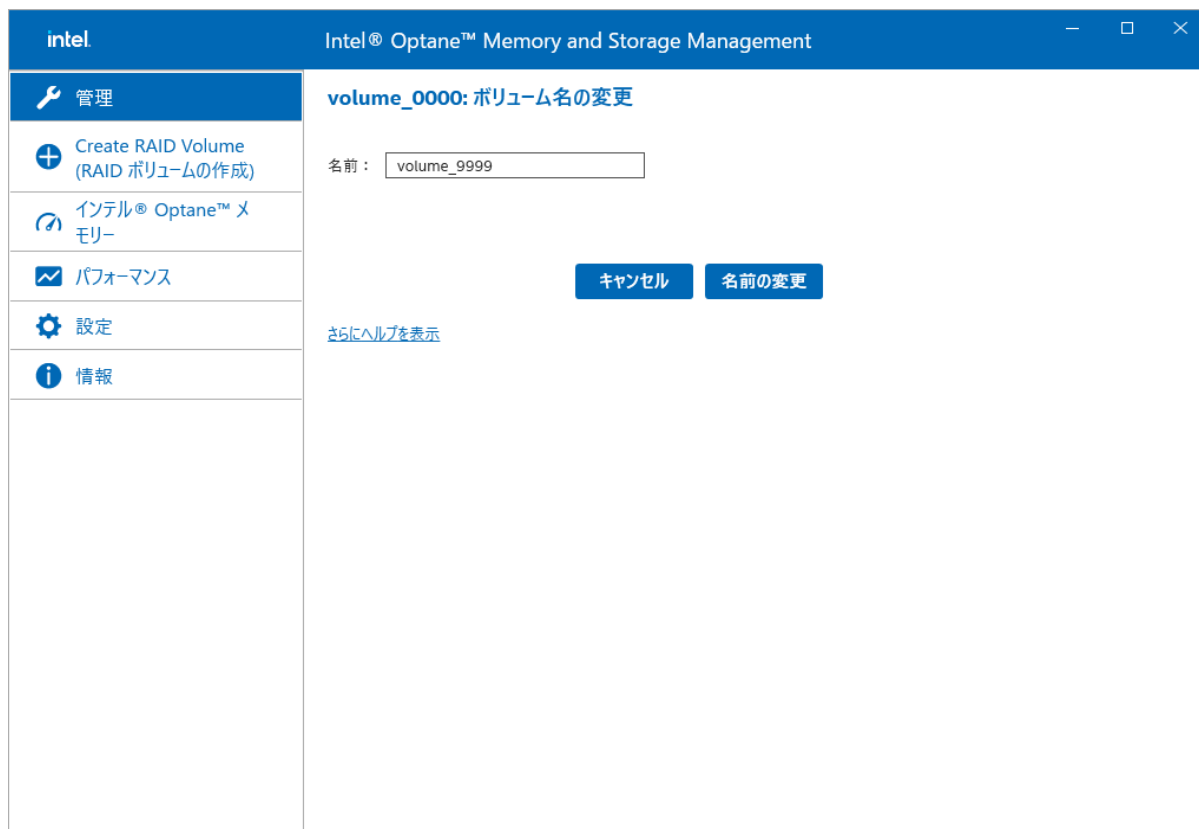 intel.
Intel® Optane™ Memory and Storage Management
管理
Create RAID Volume
(RAID ボリュームの作成)
インテル® Optane™ メ
モリー
パフォーマンス
設定
情報
volume_0000: ボリューム名の変更
名前： volume_9999
キャンセル 名前の変更
さらにヘルプを表示